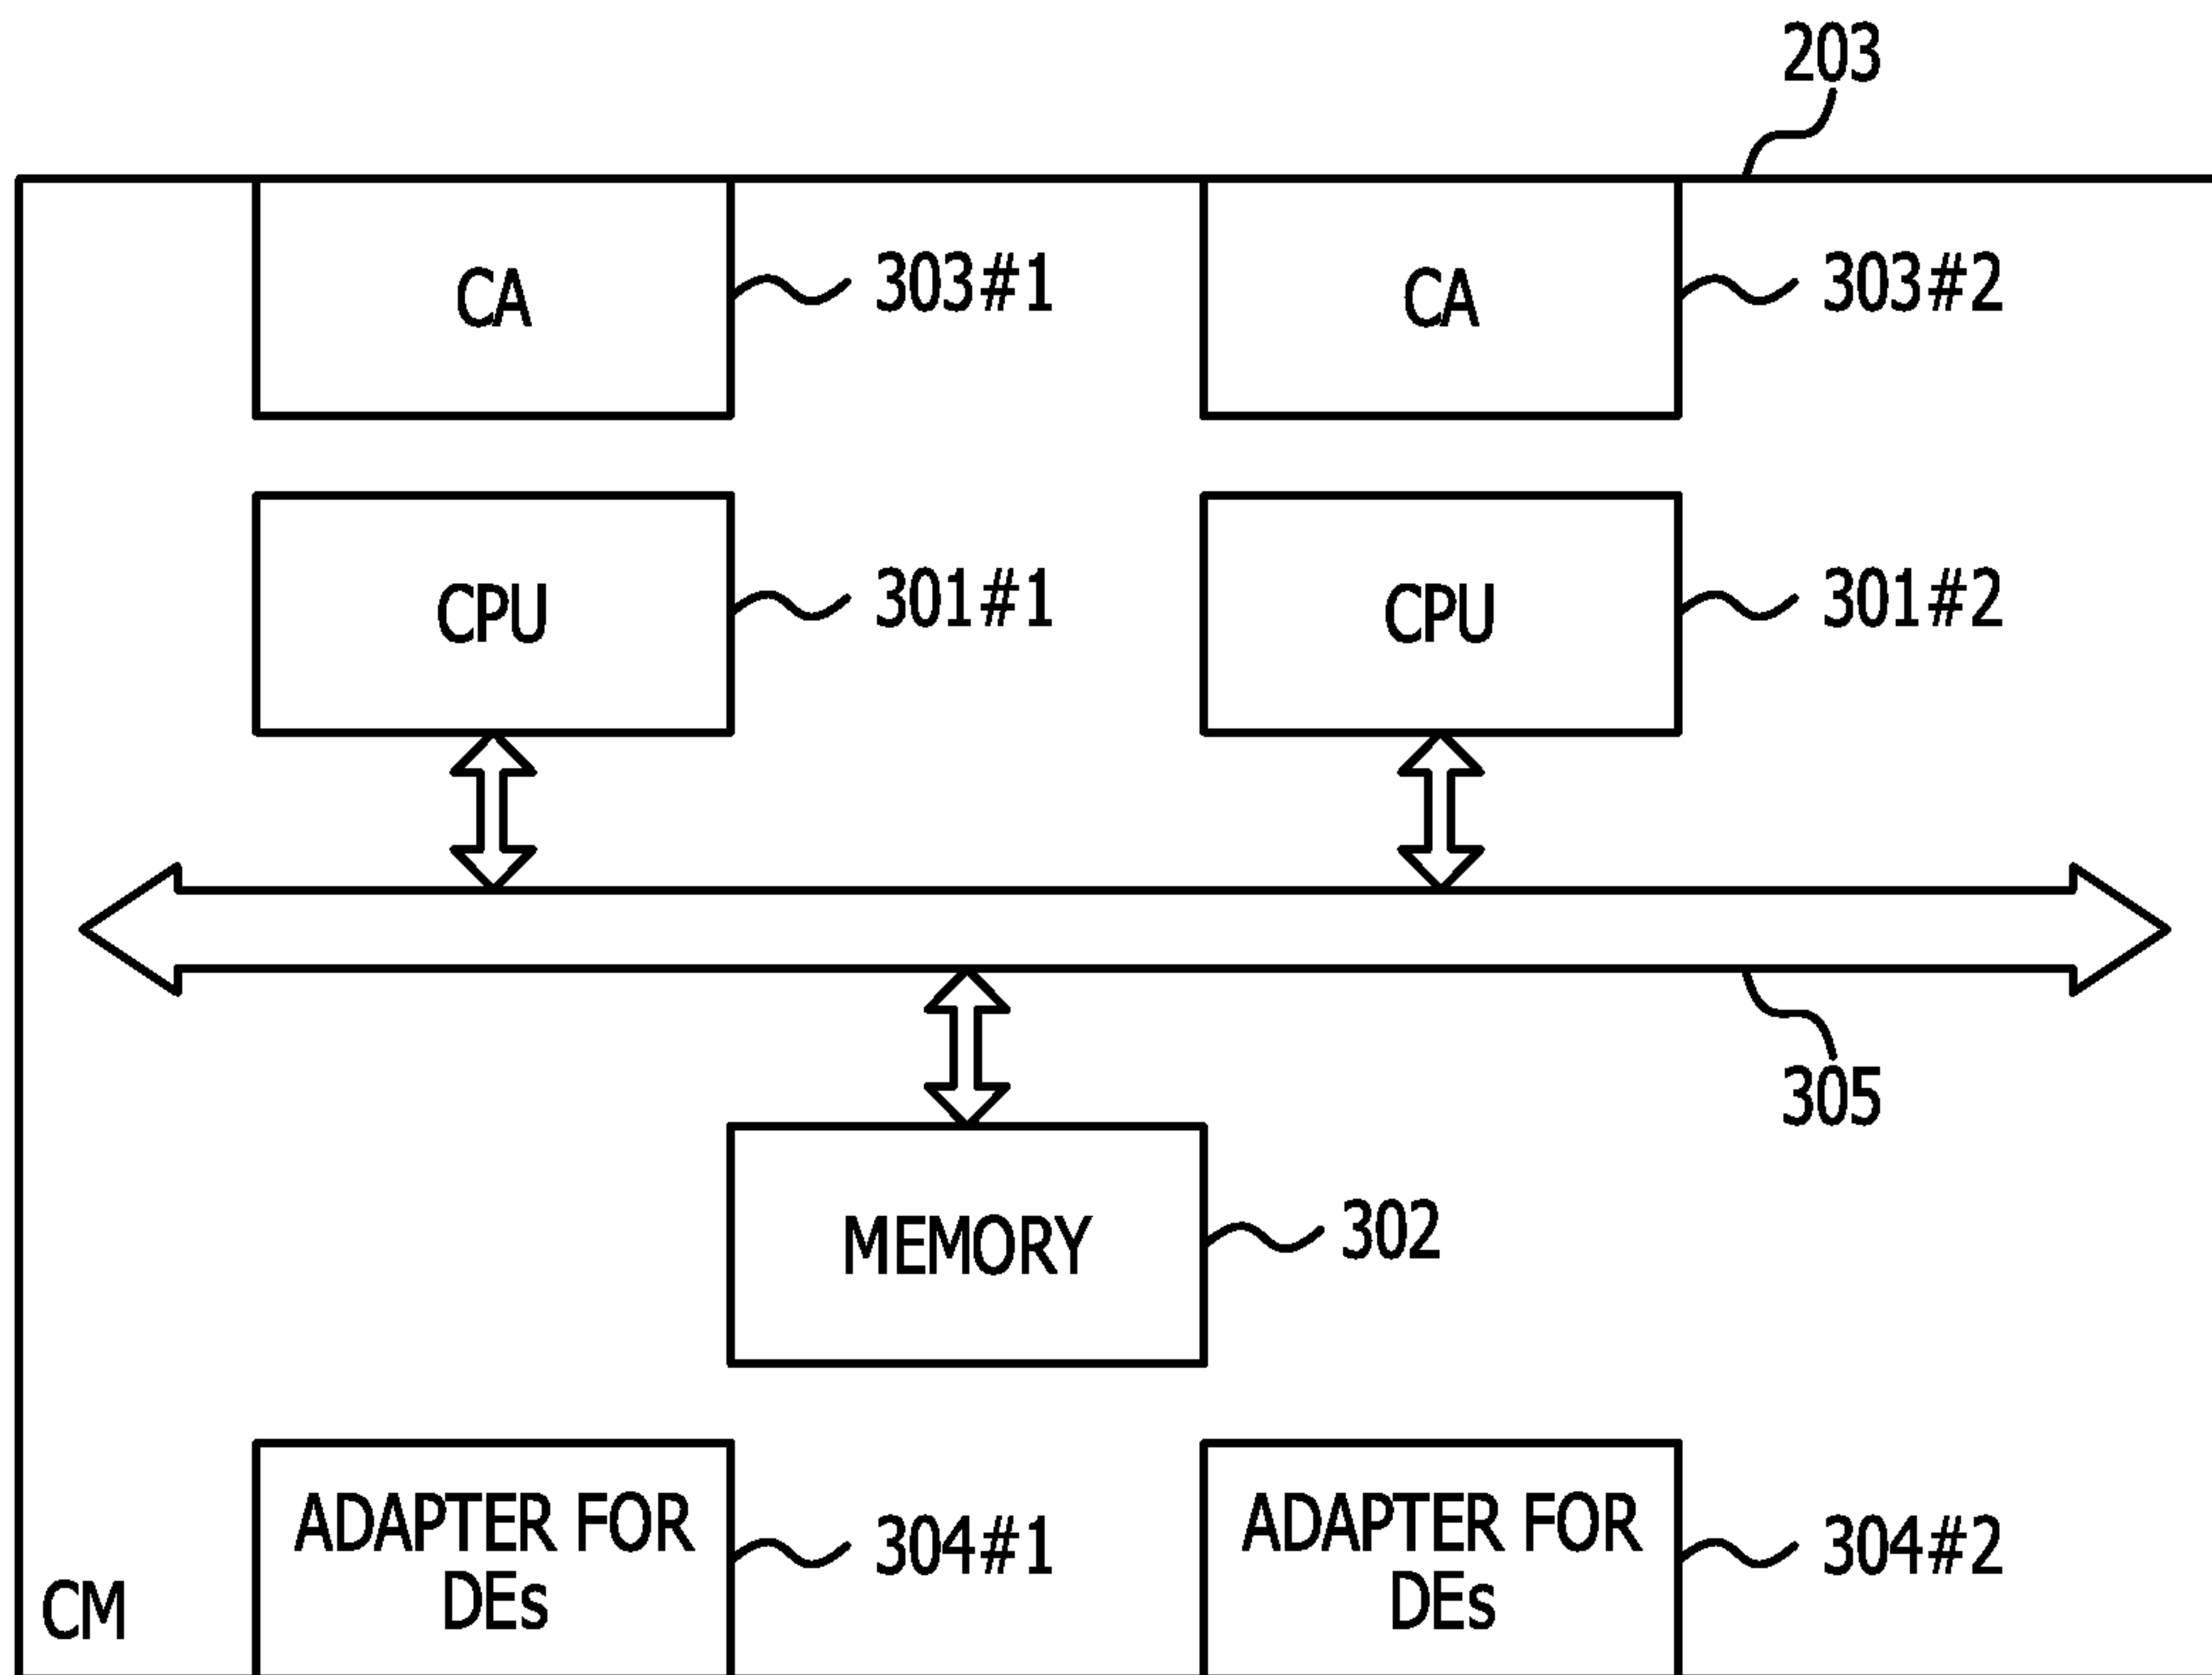 203
CA
303#1
CA
303#2
CPU
301#1
CPU
301#2
305
MEMORY
302
ADAPTER FOR
DEs
304#1
ADAPTER FOR
DEs
304#2
CM